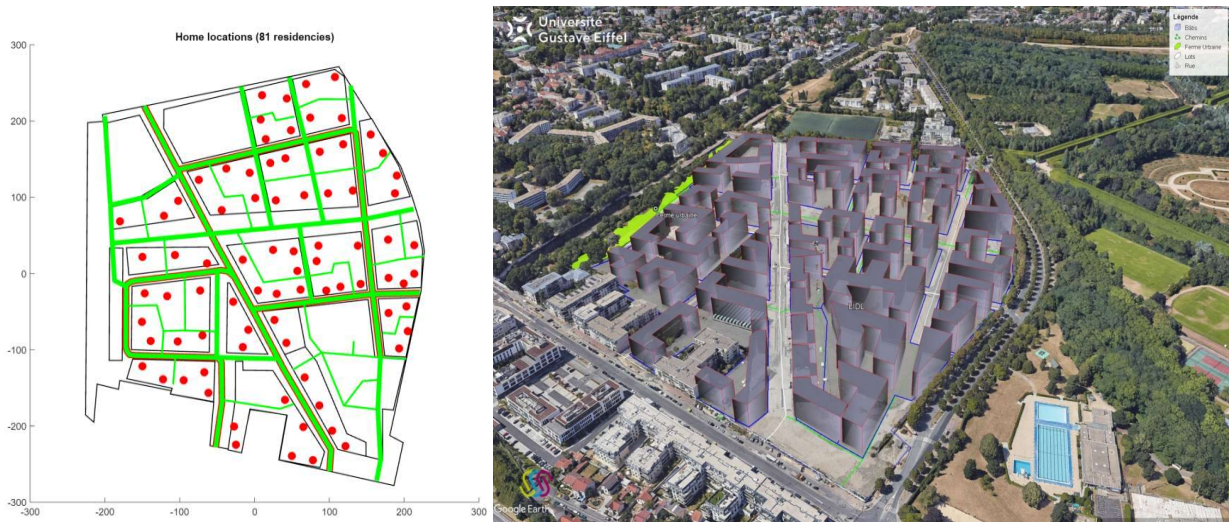 Home locations (81 residencies)
300
200
100
0
-100
-200
-300
-300
-200
-100
0
100
200
300
Université
Gustave Eiffel
Légende
Bâtis
Chemins
Ferme Urbaine
Lots
Rue
Ferme urbaine
LIDL
Google Earth